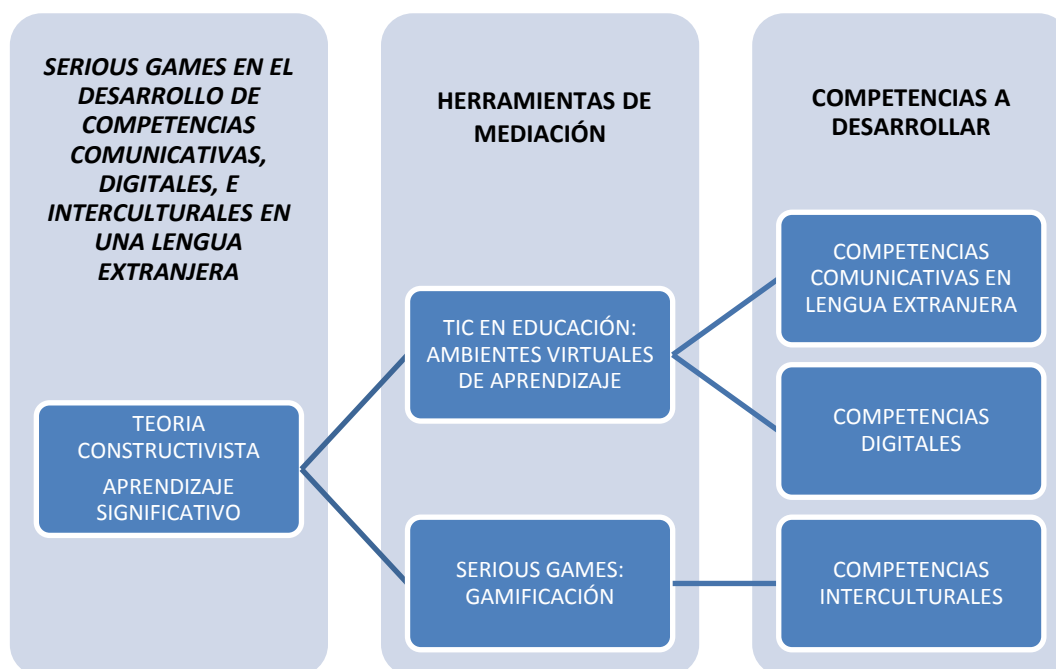 SERIOUS GAMES EN EL
DESARROLLO DE
COMPETENCIAS
COMUNICATIVAS,
DIGITALES, E
INTERCULTURALES EN
UNA LENGUA
EXTRANJERA
TEORIA
CONSTRUCTIVISTA
APRENDIZAJE
SIGNIFICATIVO
HERRAMIENTAS DE
MEDIACIÓN
TIC EN EDUCACIÓN:
AMBIENTES VIRTUALES
DE APRENDIZAJE
SERIOUS GAMES:
GAMIFICACIÓN
COMPETENCIAS A
DESARROLLAR
COMPETENCIAS
COMUNICATIVAS EN
LENGUA EXTRANJERA
COMPETENCIAS
DIGITALES
COMPETENCIAS
INTERCULTURALES